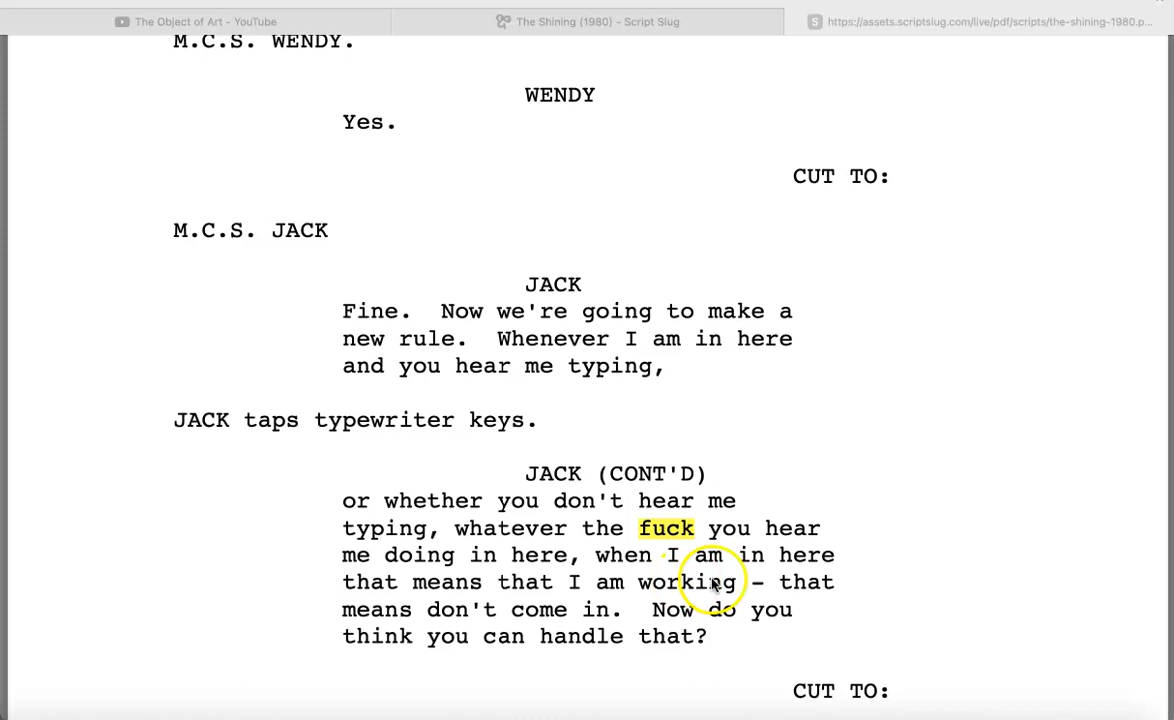 The Object of Art - YouTube
The Shining (1980) - Script Slug
S https://assets.scriptslug.com/live/pdf/scripts/the-shining-1980.p...
M.C.S. WENDY.
WENDY
Yes.
CUT TO:
M.C.S. JACK
JACK
Fine.  Now we're going to make a
new rule.  Whenever I am in here
and you hear me typing,
JACK taps typewriter keys.
JACK (CONT'D)
or whether you don't hear me
typing, whatever the fuck you hear
me doing in here, when I am in here
that means that I am working – that
means don't come in.  Now do you
think you can handle that?
CUT TO: